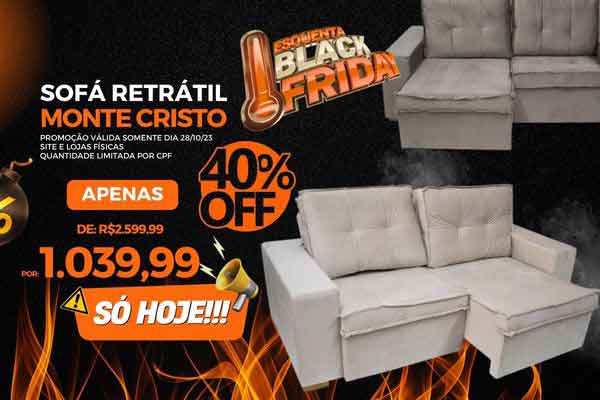 ESQUENTA
BLACK
FRIDAY
SOFÁ RETRÁTIL
MONTE CRISTO
PROMOÇÃO VÁLIDA SOMENTE DIA 28/10/23
SITE E LOJAS FÍSICAS
QUANTIDADE LIMITADA POR CPF
40%
OFF
APENAS
%
DE: R$2.599,99
POR: 1.039,99
SÓ HOJE!!!